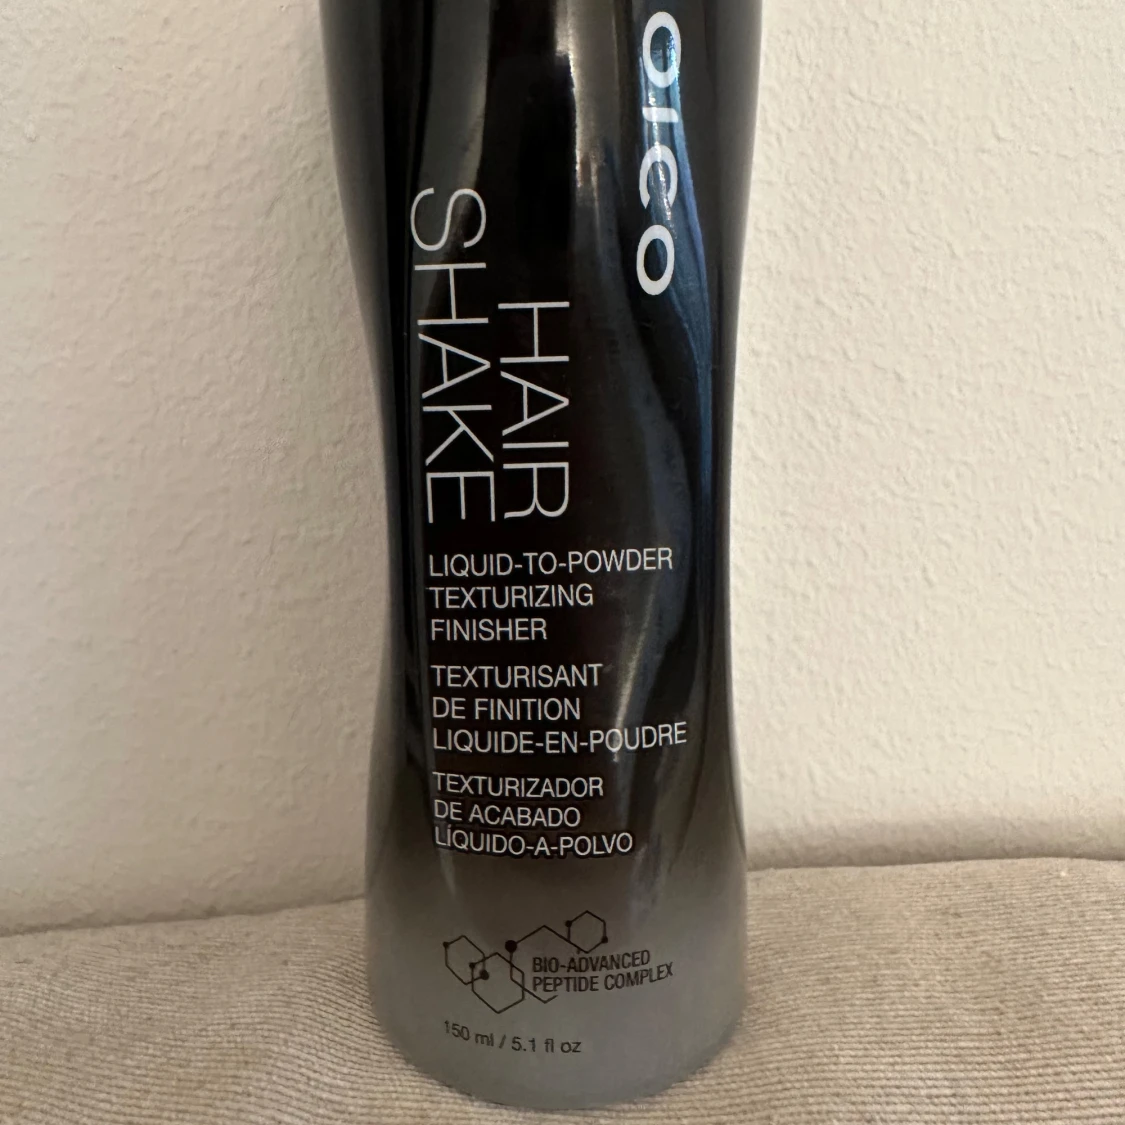 OICO
HAIR
SHAKE
LIQUID-TO-POWDER
TEXTURIZING
FINISHER
TEXTURISANT
DE FINITION
LIQUIDE-EN-POUDRE
TEXTURIZADOR
DE ACABADO
LÍQUIDO-A-POLVO
BIO-ADVANCED
PEPTIDE COMPLEX
150 ml / 5.1 fl oz